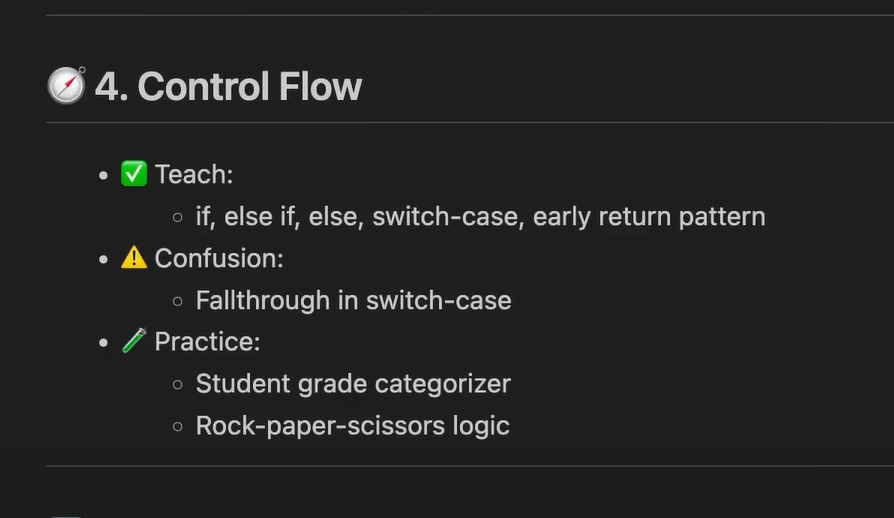 🧭 4. Control Flow
✅ Teach:
if, else if, else, switch-case, early return pattern
⚠️ Confusion:
Fallthrough in switch-case
🧪 Practice:
Student grade categorizer
Rock-paper-scissors logic